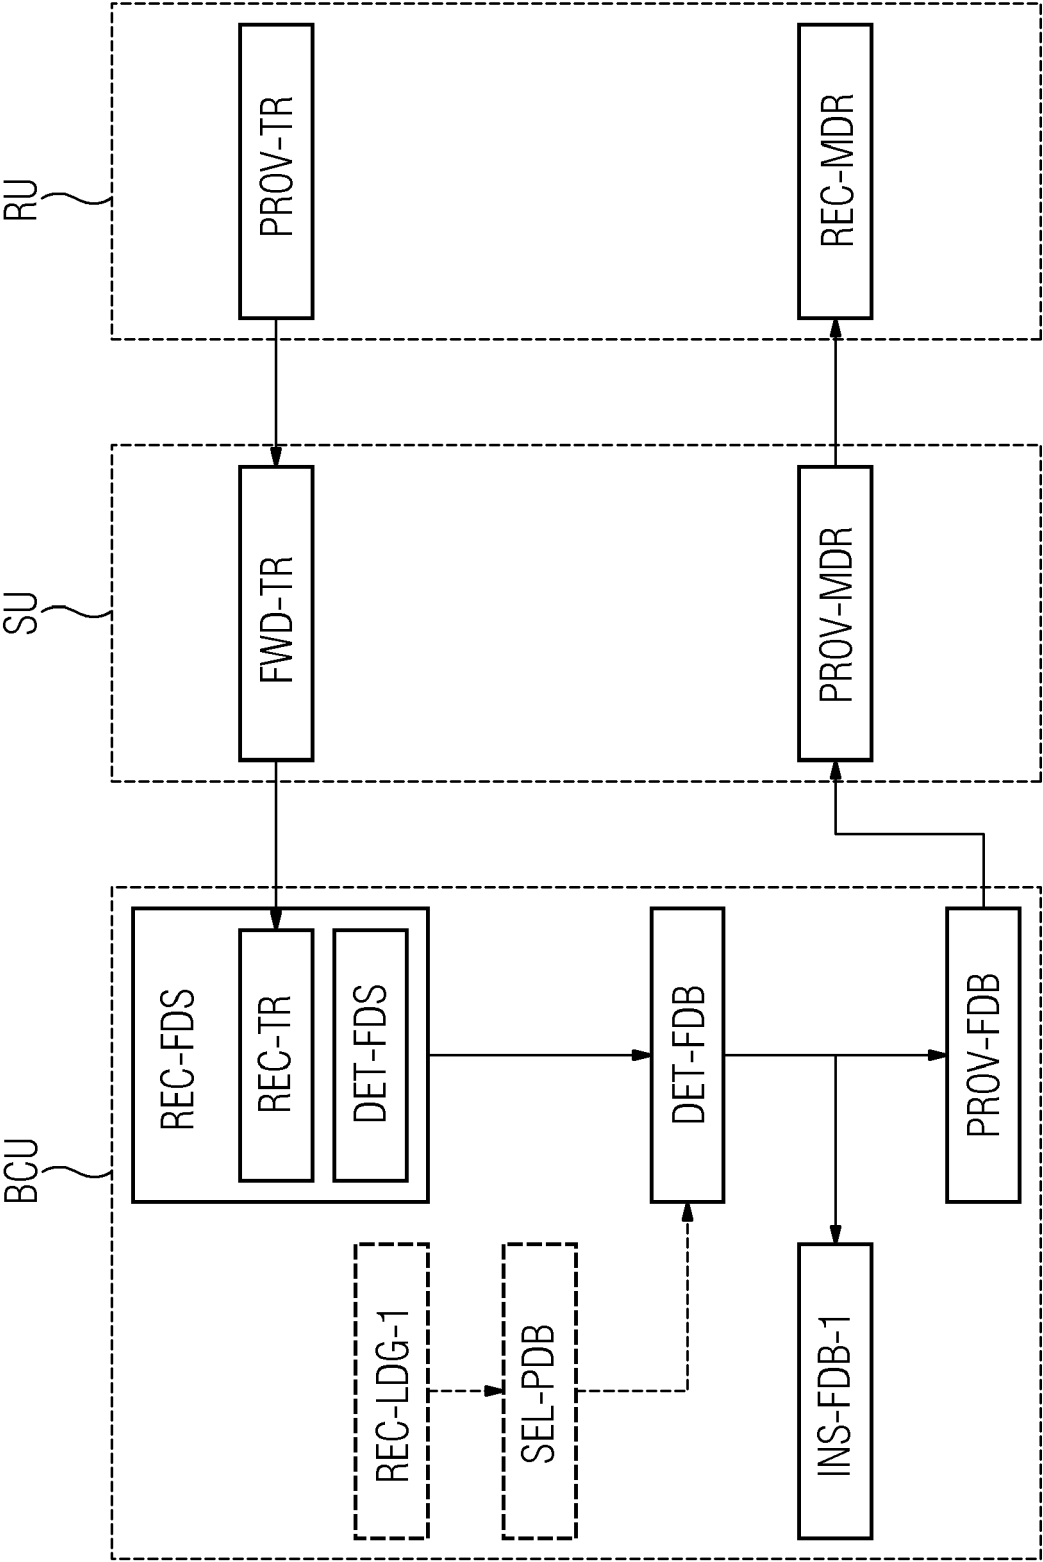 BCU
SU
RU
REC-FDS
REC-TR
DET-FDS
FWD-TR
PROV-TR
REC-LDG-1
SEL-PDB
DET-FDB
INS-FDB-1
PROV-MDR
REC-MDR
PROV-FDB